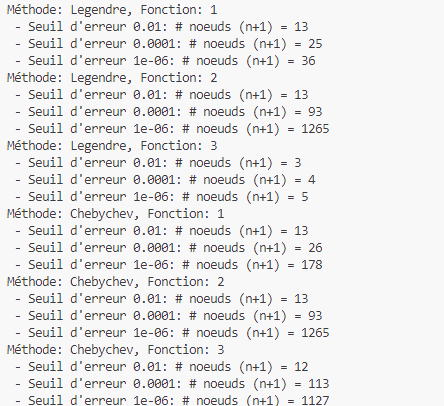 Méthode: Legendre, Fonction: 1
- Seuil d'erreur 0.01: # noeuds (n+1) = 13
- Seuil d'erreur 0.0001: # noeuds (n+1) = 25
- Seuil d'erreur 1e-06: # noeuds (n+1) = 36
Méthode: Legendre, Fonction: 2
- Seuil d'erreur 0.01: # noeuds (n+1) = 13
- Seuil d'erreur 0.0001: # noeuds (n+1) = 93
- Seuil d'erreur 1e-06: # noeuds (n+1) = 1265
Méthode: Legendre, Fonction: 3
- Seuil d'erreur 0.01: # noeuds (n+1) = 3
- Seuil d'erreur 0.0001: # noeuds (n+1) = 4
- Seuil d'erreur 1e-06: # noeuds (n+1) = 5
Méthode: Chebychev, Fonction: 1
- Seuil d'erreur 0.01: # noeuds (n+1) = 13
- Seuil d'erreur 0.0001: # noeuds (n+1) = 26
- Seuil d'erreur 1e-06: # noeuds (n+1) = 178
Méthode: Chebychev, Fonction: 2
- Seuil d'erreur 0.01: # noeuds (n+1) = 13
- Seuil d'erreur 0.0001: # noeuds (n+1) = 93
- Seuil d'erreur 1e-06: # noeuds (n+1) = 1265
Méthode: Chebychev, Fonction: 3
- Seuil d'erreur 0.01: # noeuds (n+1) = 12
- Seuil d'erreur 0.0001: # noeuds (n+1) = 113
- Seuil d'erreur 1e-06: # noeuds (n+1) = 1127